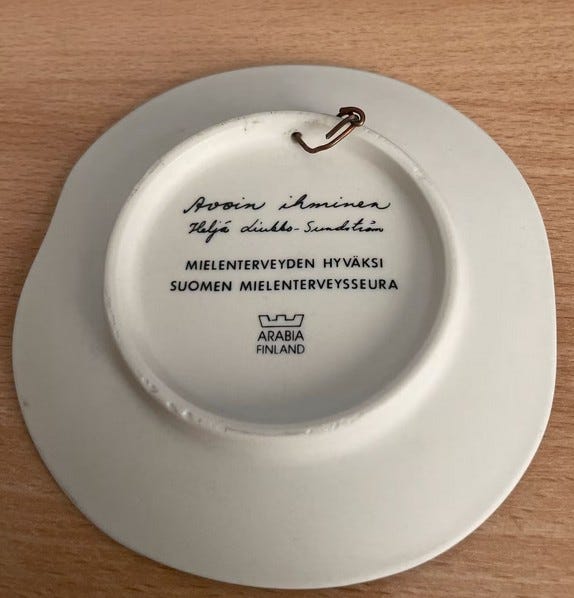 Avoin ihminen
Heljä Liukko-Sundström
MIELENTERVEYDEN HYVÄKSI
SUOMEN MIELENTERVEYSSEURA
ARABIA
FINLAND